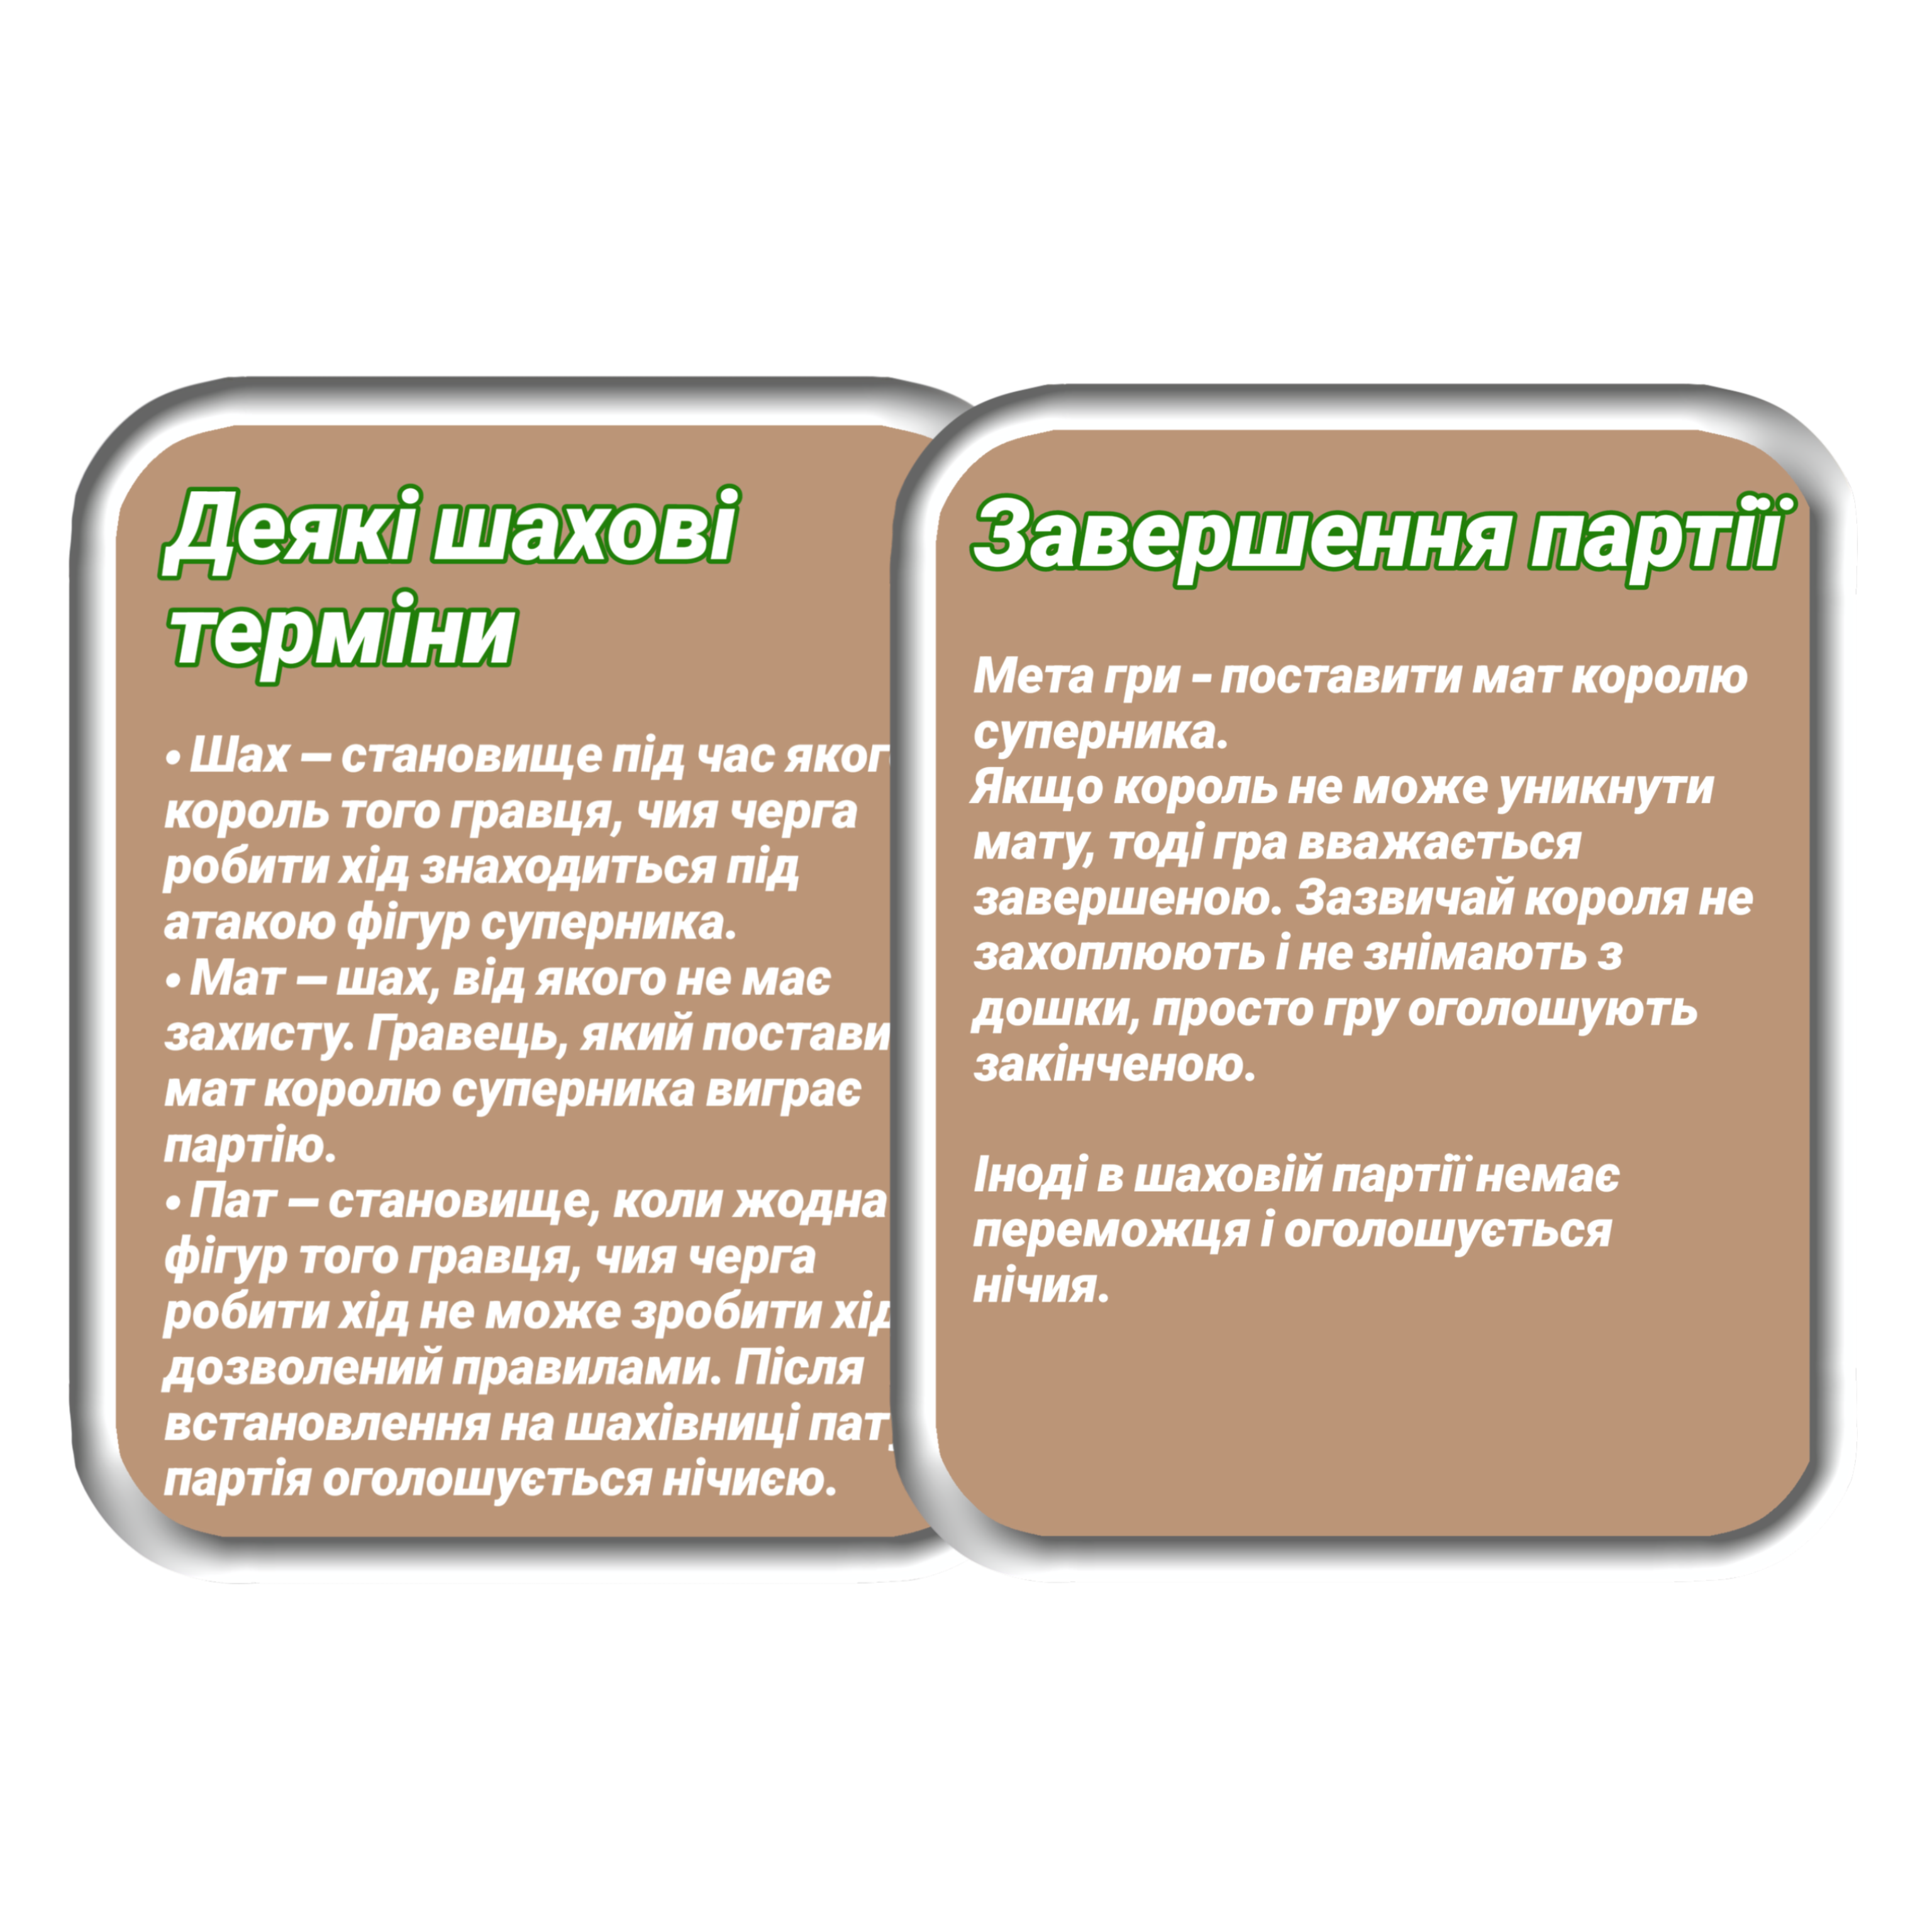 Деякі шахові
терміни
• Шах — становище під час
король того гравця, чия черга
робити хід знаходиться під
атакою фігур суперника.
• Мат — шах, від якого не має
захисту. Гравець, який
мат королю суперника виграє
партію.
• Пат — становище, коли жодна
фігур того гравця, чия черга
робити хід не може зробити хід
дозволений правилами. Після
встановлення на шахівниці
партія оголошується нічиєю.
Завершення партії
Мета гри - поставити мат королю
суперника.
Якщо король не може уникнути
мату, тоді гра вважається
завершеною. Зазвичай короля не
захоплюють і не знімають з
дошки, просто гру оголошують
закінченою.
Іноді в шаховій партії немає
переможця і оголошується
нічия.